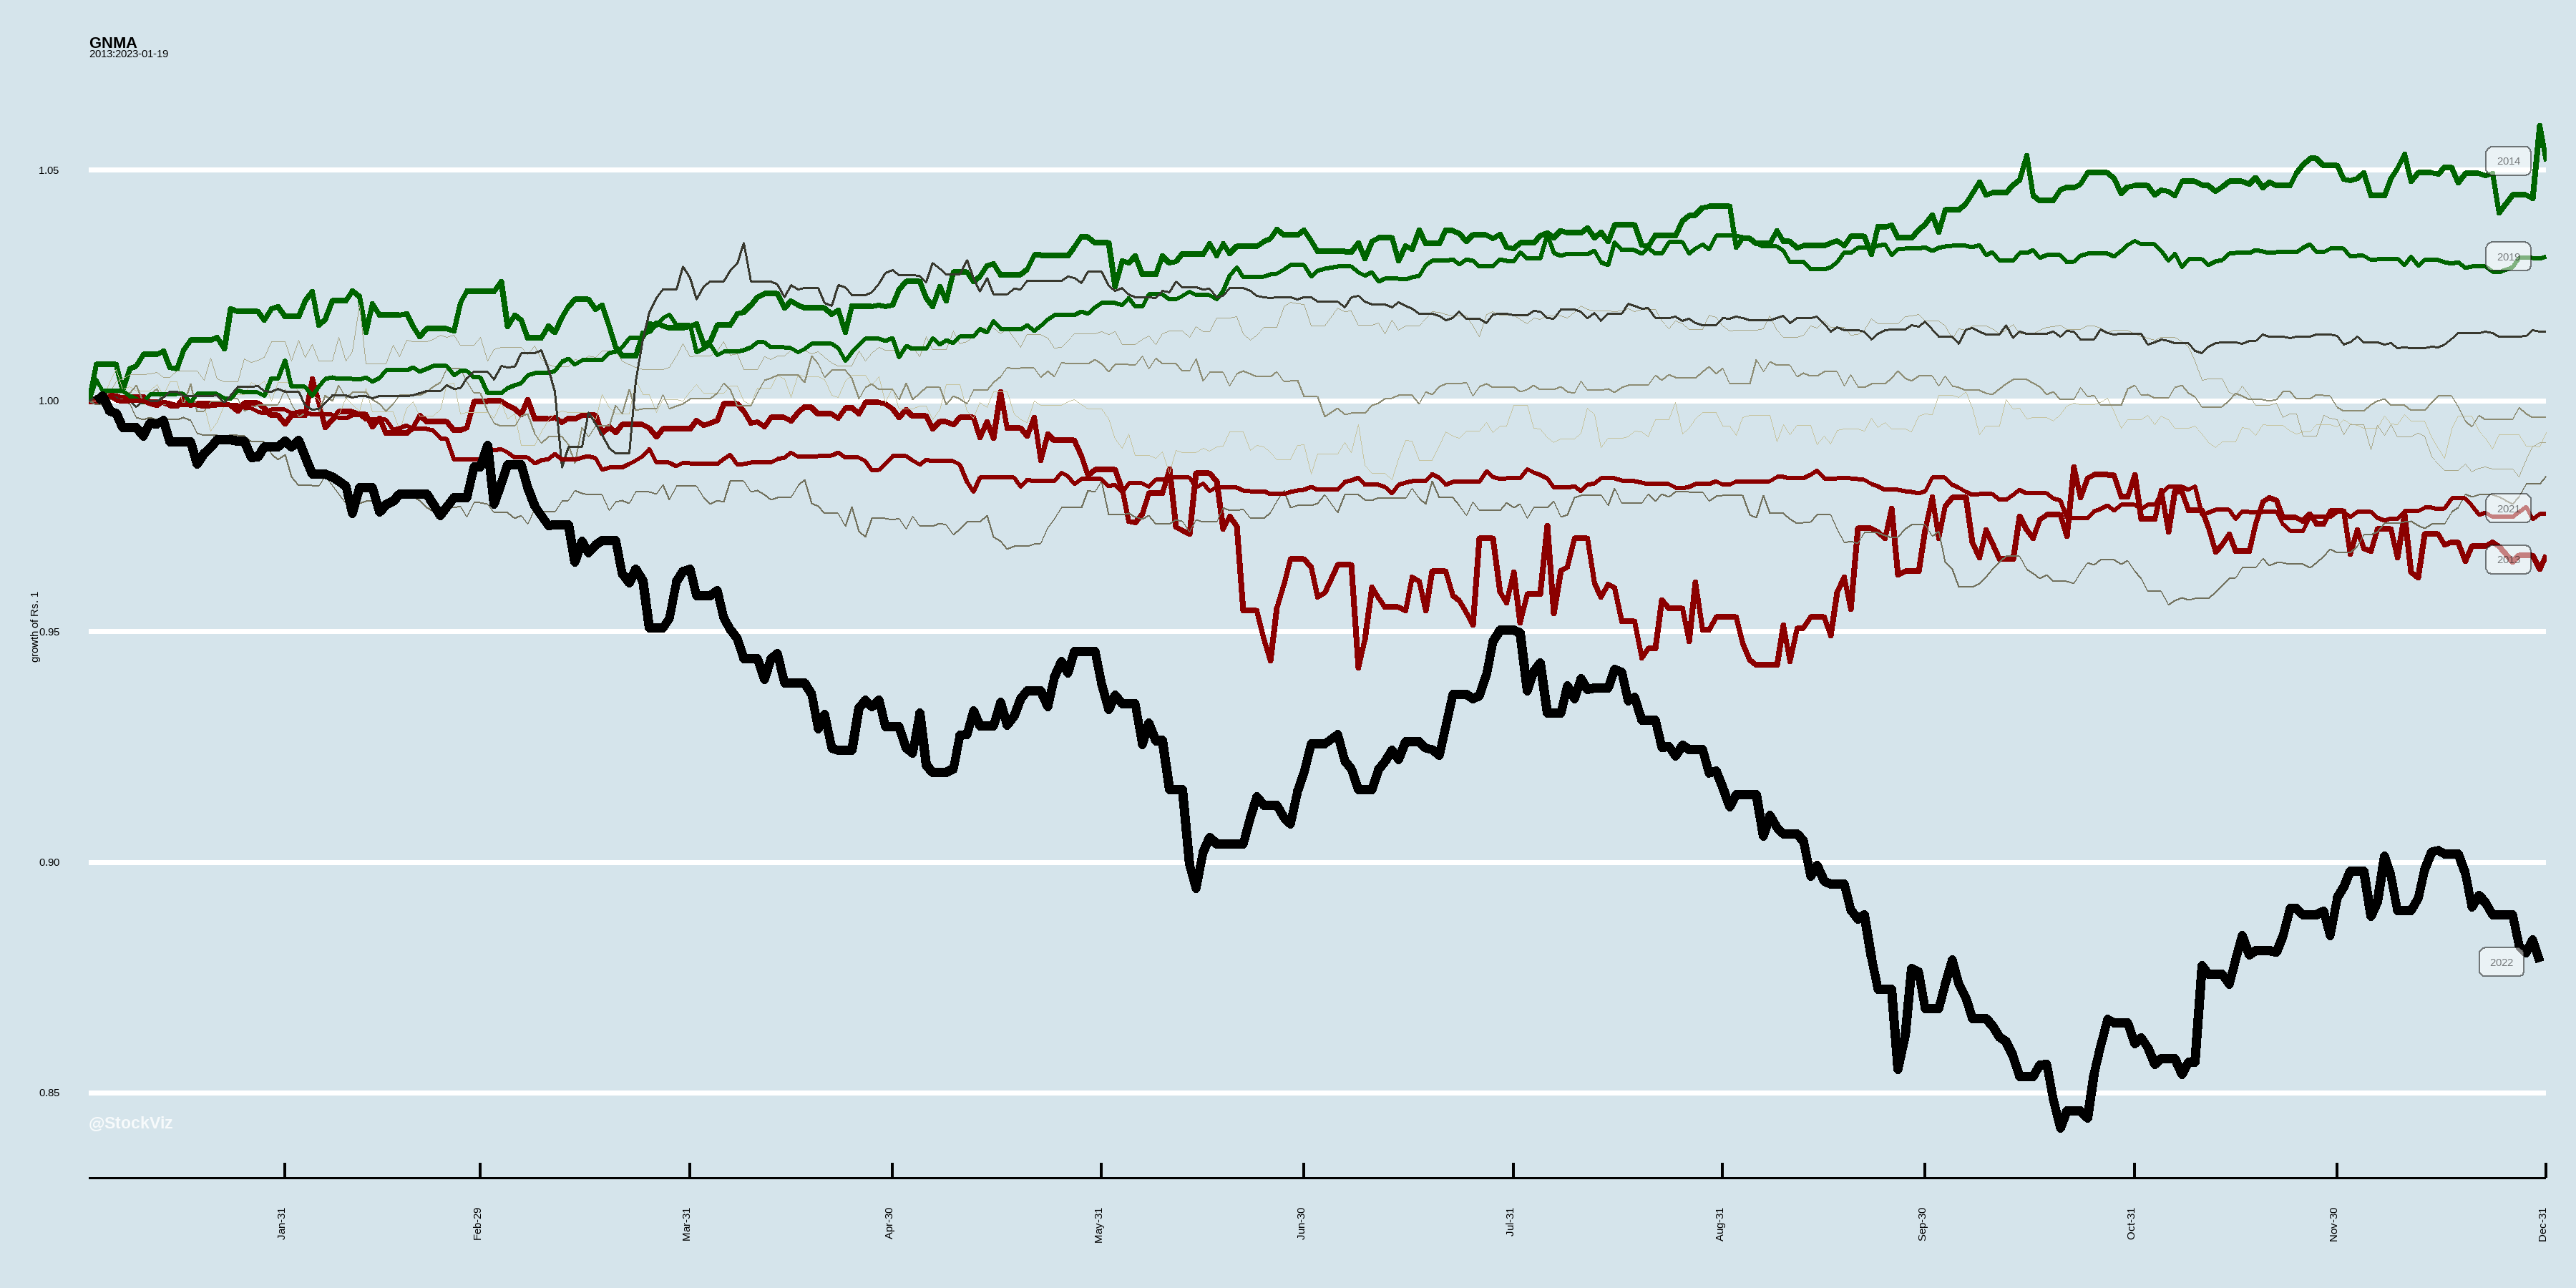 GNMA
2013:2023-01-19
1.05
1.00
0.95
0.90
0.85
growth of Rs. 1
2014
2019
2021
2013
2022
@StockViz
Jan-31
Feb-29
Mar-31
Apr-30
May-31
Jun-30
Jul-31
Aug-31
Sep-30
Oct-31
Nov-30
Dec-31